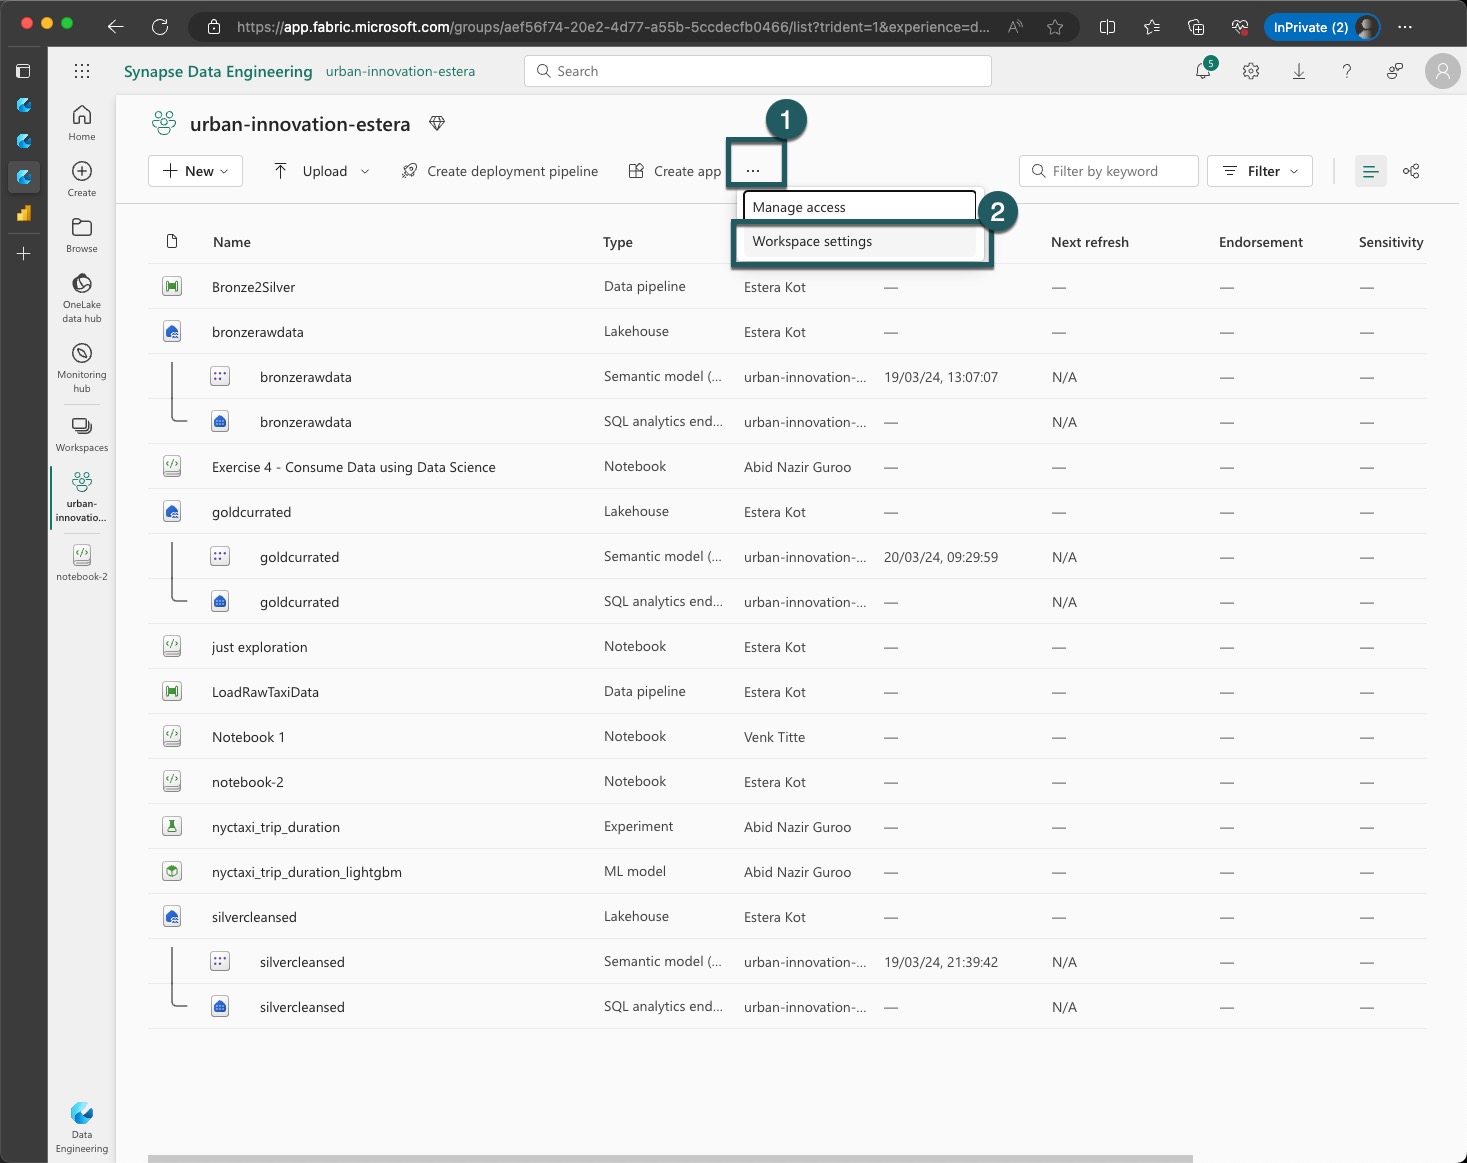 https://app.fabric.microsoft.com/groups/aef56f74-20e2-4d77-a55b-5ccdecfb0466/list?trident=1&experience=d...
InPrivate (2)
Synapse Data Engineering urban-innovation-estera
Search
5
Home
Create
Browse
OneLake
data hub
Monitoring
hub
Workspaces
urban-
innovatio...
notebook-2
Data
Engineering
urban-innovation-estera
1
New Upload Create deployment pipeline Create app ... Filter by keyword Filter
Manage access
2
Workspace settings
Name Type Next refresh Endorsement Sensitivity
Bronze2Silver Data pipeline Estera Kot — — — —
bronzerawdata Lakehouse Estera Kot — — — —
bronzerawdata Semantic model (... urban-innovation-... 19/03/24, 13:07:07 N/A — —
bronzerawdata SQL analytics end... urban-innovation-... — N/A — —
Exercise 4 - Consume Data using Data Science Notebook Abid Nazir Guroo — — — —
goldcurrated Lakehouse Estera Kot — — — —
goldcurrated Semantic model (... urban-innovation-... 20/03/24, 09:29:59 N/A — —
goldcurrated SQL analytics end... urban-innovation-... — N/A — —
just exploration Notebook Estera Kot — — — —
LoadRawTaxiData Data pipeline Estera Kot — — — —
Notebook 1 Notebook Venk Titte — — — —
notebook-2 Notebook Estera Kot — — — —
nyctaxi_trip_duration Experiment Abid Nazir Guroo — — — —
nyctaxi_trip_duration_lightgbm ML model Abid Nazir Guroo — — — —
silvercleansed Lakehouse Estera Kot — — — —
silvercleansed Semantic model (... urban-innovation-... 19/03/24, 21:39:42 N/A — —
silvercleansed SQL analytics end... urban-innovation-... — N/A — —